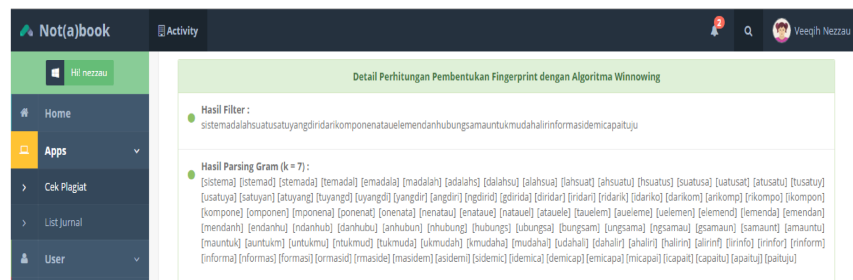 Not(a)book
Activity
2
Veeqih Nezzau
Hi! nezzau
Home
Apps
Cek Plagiat
List Jurnal
User
Detail Perhitungan Pembentukan Fingerprint dengan Algoritma Winnowing
Hasil Filter :
sistemadalahsuatusatuyangdiridarikomponenatauelemendanhubungsamauntukmudahalirinformasidemicapaituju
Hasil Parsing Gram (k = 7) :
[sistema] [istemad] [stemada] [temadal] [emadala] [madalah] [adalahs] [dalahsu] [alahsua] [lahsuat] [ahsuatu] [hsuatus] [suatusa] [uatusat] [atusatu] [tusatuy]
[usatuya] [satuyan] [atuyang] [tuyangd] [uyangdi] [yangdir] [angdiri] [ngdirid] [gdirida] [diridar] [iridari] [ridarik] [idariko] [darikom] [arikomp] [rikompo] [ikompon]
[kompone] [omponen] [mponena] [ponenat] [onenata] [nenatau] [enataue] [natauel] [atauele] [tauelem] [aueleme] [uelemen] [elemend] [lemenda] [emendan]
[mendanh] [endanhu] [ndanhub] [danhubu] [anhubun] [nhubung] [hubungs] [ubungsa] [bungsam] [ungsama] [ngsamau] [gsamaun] [samaunt] [amauntu]
[mauntuk] [auntukm] [untukmu] [ntukmud] [tukmuda] [ukmudah] [kmudaha] [mudahal] [udahali] [dahalir] [ahaliri] [halirin] [alirinf] [lirinfo] [irinfor] [rinform]
[informa] [nformas] [formasi] [ormasid] [rmaside] [masidem] [asidemi] [sidemic] [idemica] [demicap] [emicapa] [micapai] [icapait] [capaitu] [apaituj] [paituju]